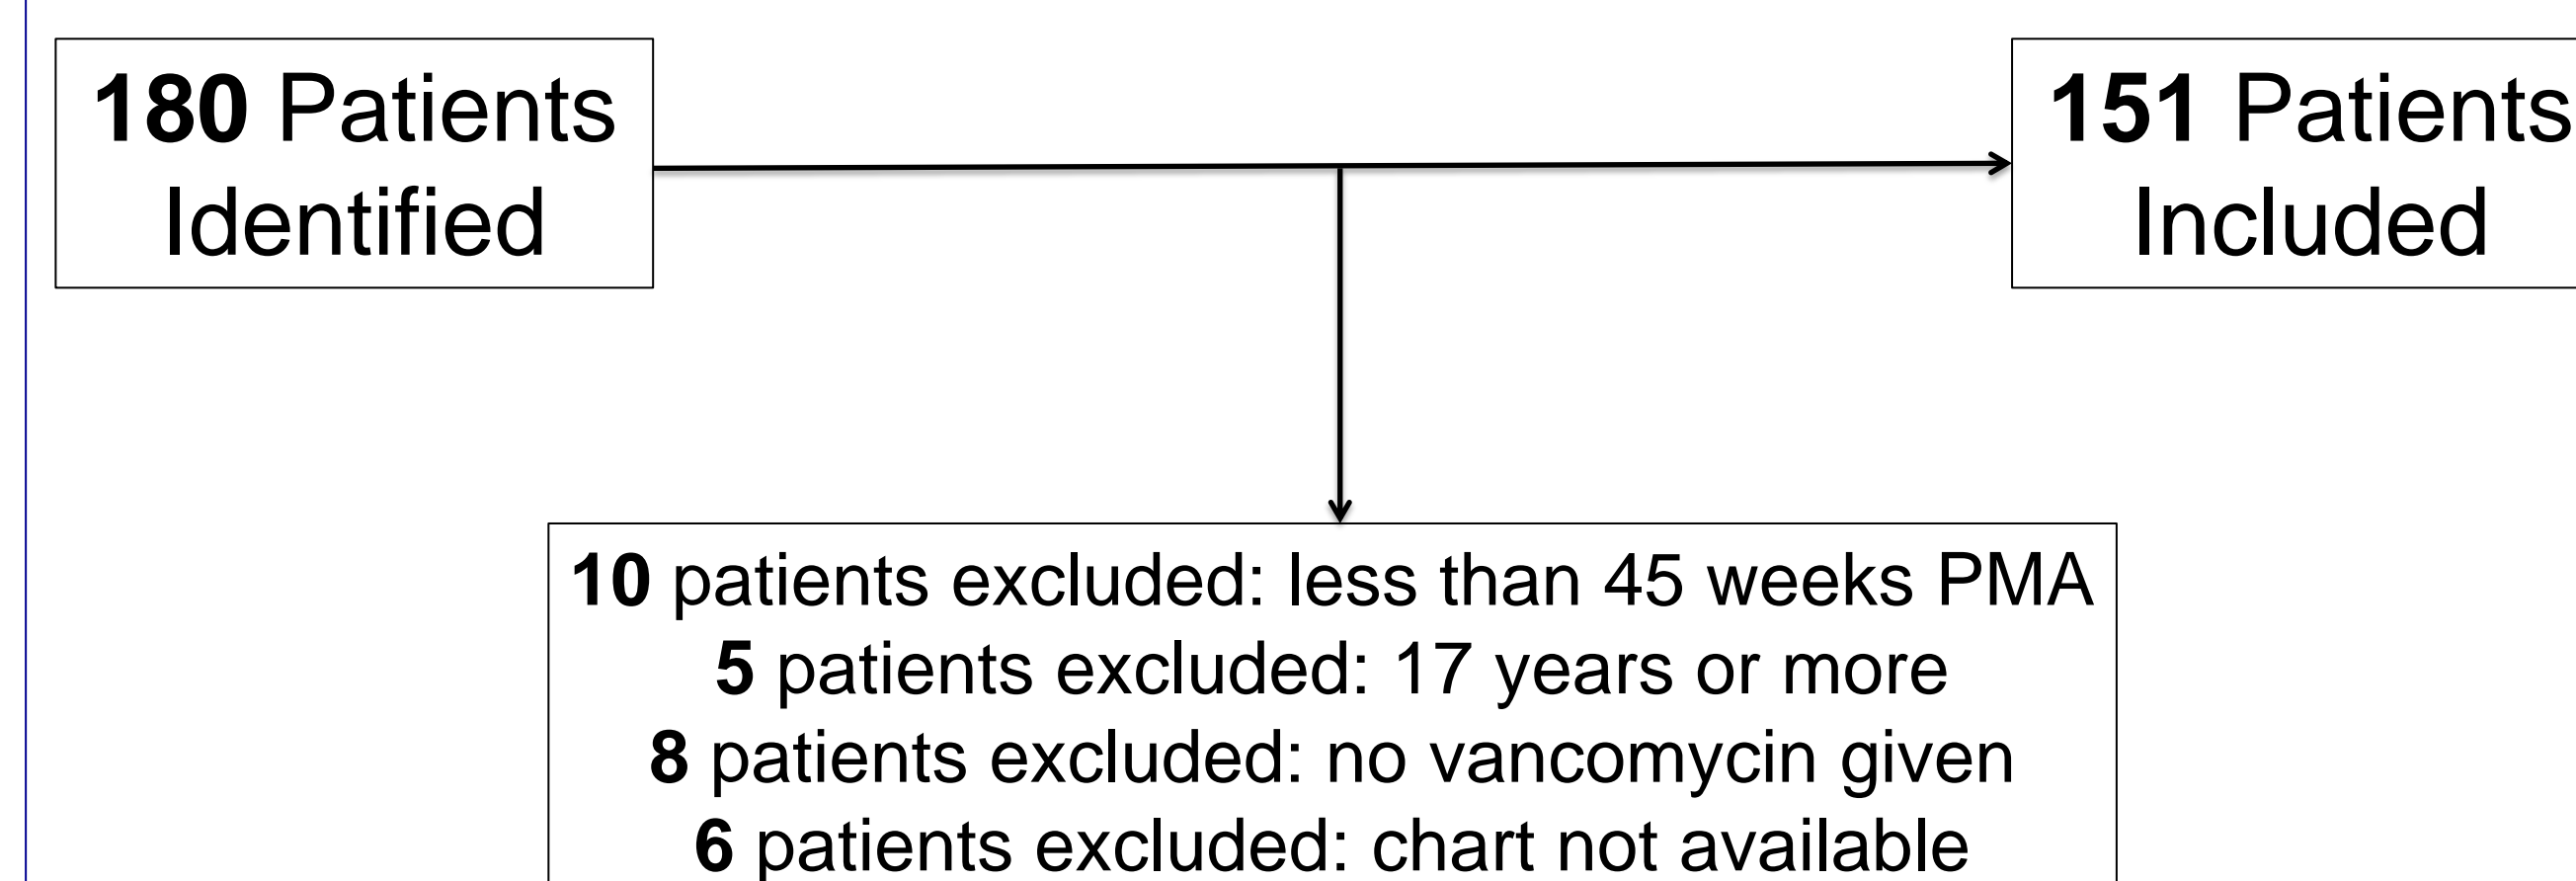 180 Patients
Identified
151 Patients
Included
10 patients excluded: less than 45 weeks PMA
5 patients excluded: 17 years or more
8 patients excluded: no vancomycin given
6 patients excluded: chart not available